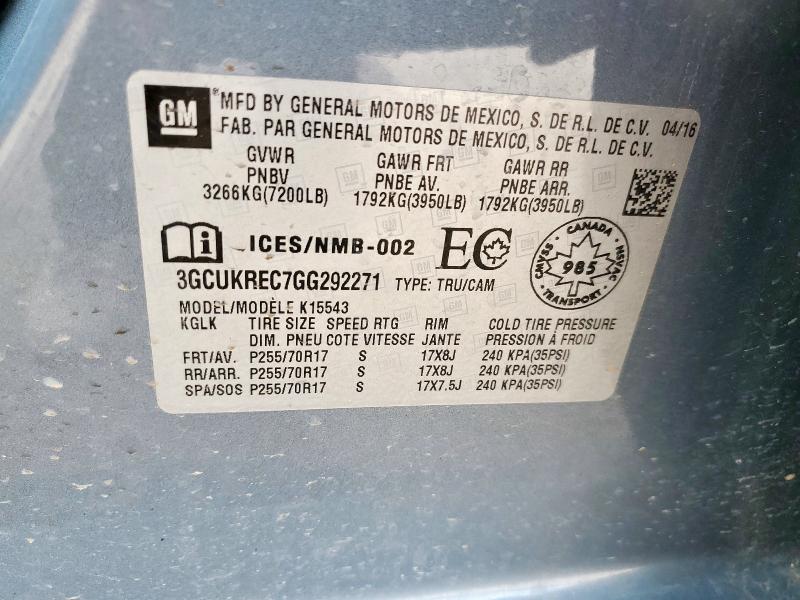 GM
® MFD BY GENERAL MOTORS DE MEXICO, S. DE R.L. DE C.V. 04/16
FAB. PAR GENERAL MOTORS DE MEXICO, S. DE R.L. DE C.V.
GVWR GAWR FRT GAWR RR
PNBV PNBE AV. PNBE ARR.
3266KG(7200LB) 1792KG(3950LB) 1792KG(3950LB)
i ICES/NMB-002 EC
CANADA
CMVSS 985 NSVAC
TRANSPORT
3GCUKREC7GG292271 TYPE: TRU/CAM
MODEL/MODÈLE K15543
KGLK TIRE SIZE SPEED RTG RIM COLD TIRE PRESSURE
DIM. PNEU COTE VITESSE JANTE PRESSION À FROID
FRT/AV. P255/70R17 S 17X8J 240 KPA(35PSI)
RR/ARR. P255/70R17 S 17X8J 240 KPA(35PSI)
SPA/SOS P255/70R17 S 17X7.5J 240 KPA(35PSI)